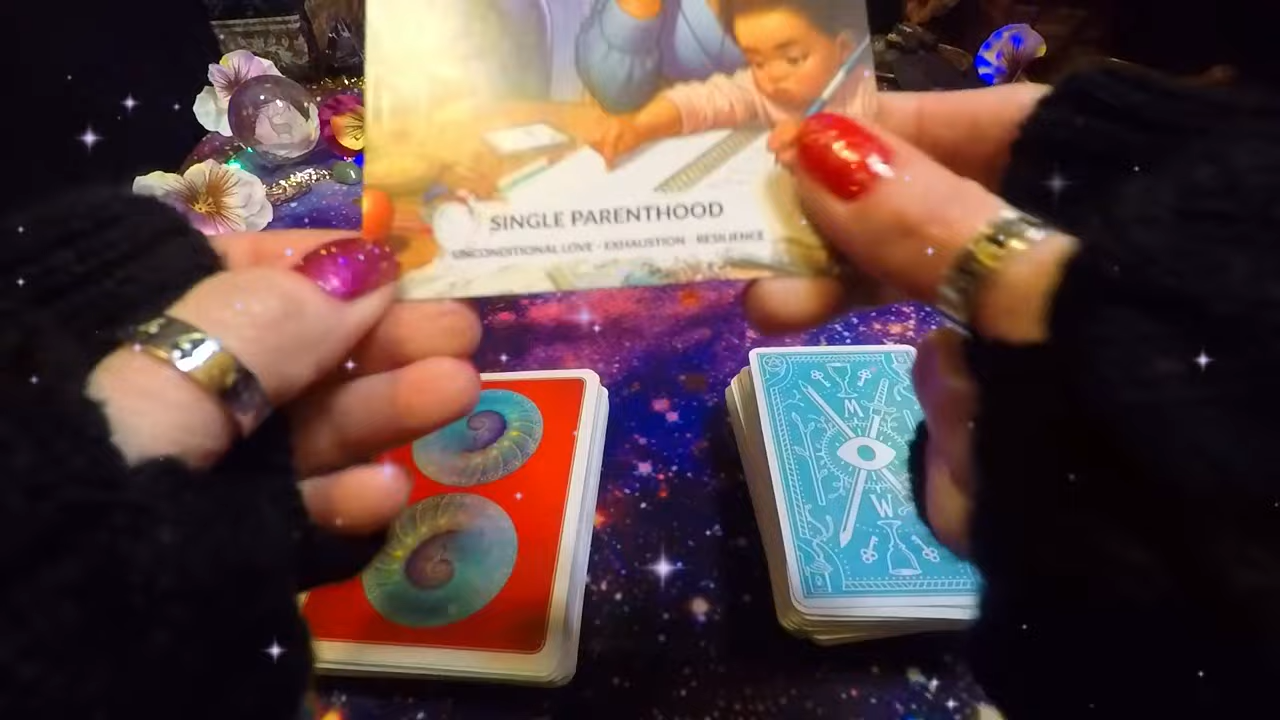 SINGLE PARENTHOOD
UNCONDITIONAL LOVE - EXHAUSTION - RESILIENCE
M
W